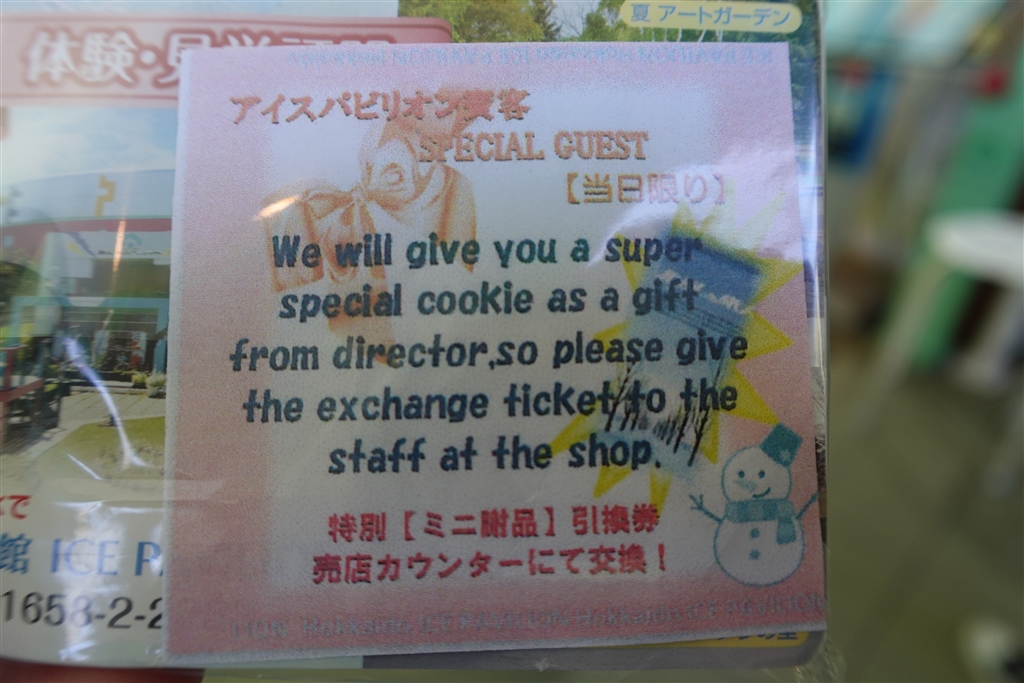 夏 アートガーデン
体験・見学
アイスパビリオン賓客
SPECIAL GUEST
【当日限り】
We will give you a super
special cookie as a gift
from director,so please give
the exchange ticket to the
staff at the shop.
特別【ミニ謝品】引換券
売店カウンターにて交換！
館 ICE
1658-2-2